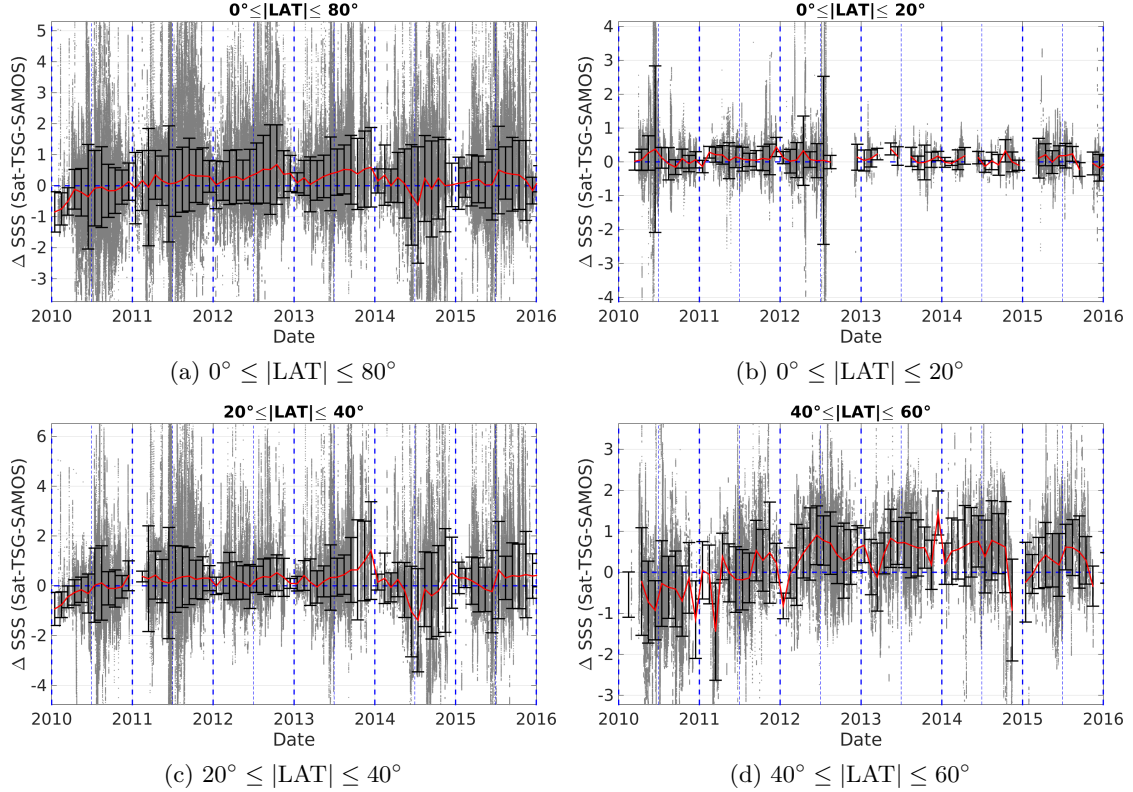 0°≤|LAT|≤ 80°
Δ SSS (Sat-TSG-SAMOS)
5
4
3
2
1
0
-1
-2
-3
2010 2011 2012 2013 2014 2015 2016
Date
(a) 0° ≤ |LAT| ≤ 80°
0°≤|LAT|≤ 20°
Δ SSS (Sat-TSG-SAMOS)
4
3
2
1
0
-1
-2
-3
-4
2010 2011 2012 2013 2014 2015 2016
Date
(b) 0° ≤ |LAT| ≤ 20°
20°≤|LAT|≤ 40°
Δ SSS (Sat-TSG-SAMOS)
6
4
2
0
-2
-4
2010 2011 2012 2013 2014 2015 2016
Date
(c) 20° ≤ |LAT| ≤ 40°
40°≤|LAT|≤ 60°
Δ SSS (Sat-TSG-SAMOS)
3
2
1
0
-1
-2
-3
2010 2011 2012 2013 2014 2015 2016
Date
(d) 40° ≤ |LAT| ≤ 60°